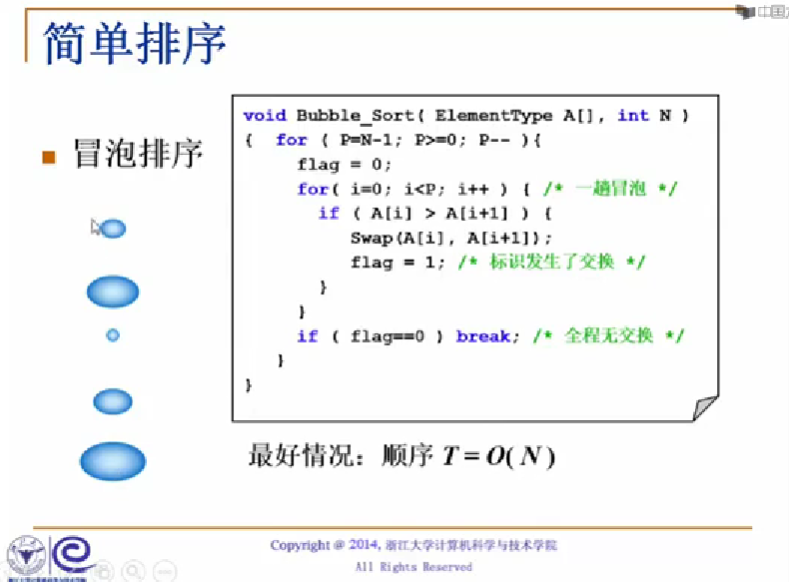 中国
简单排序
冒泡排序
void Bubble_Sort( ElementType A[], int N )
{ for ( P=N-1; P>=0; P-- ){
flag = 0;
for( i=0; i<P; i++ ) { /* 一趟冒泡 */
if ( A[i] > A[i+1] ) {
Swap(A[i], A[i+1]);
flag = 1; /* 标识发生了交换 */
}
}
if ( flag==0 ) break; /* 全程无交换 */
}
}
最好情况：顺序 T = O( N )
Copyright @ 2014, 浙江大学计算机科学与技术学院
All Rights Reserved